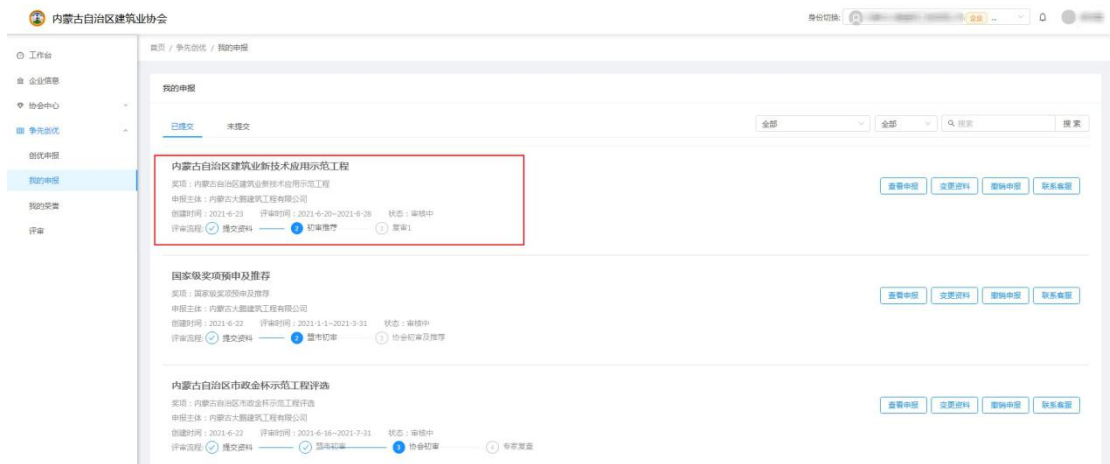 内蒙古自治区建筑业协会
身份切换:
企业 ...
首页 / 争先创优 / 我的申报
工作台
企业信息
协会中心
争先创优
创优申报
我的申报
我的荣誉
评审
我的申报
已提交 未提交 全部 全部 搜索 搜索
内蒙古自治区建筑业新技术应用示范工程
奖项：内蒙古自治区建筑业新技术应用示范工程
申报主体：内蒙古大鹏建筑工程有限公司
创建时间：2021-6-23 评审时间：2021-6-20~2021-8-28 状态：审核中
评审流程: 提交资料 2 初审推荐 3 复审1
查看申报 变更资料 撤销申报 联系客服
国家级奖项预申及推荐
奖项：国家级奖项预申及推荐
申报主体：内蒙古大鹏建筑工程有限公司
创建时间：2021-6-22 评审时间：2021-1-1~2021-3-31 状态：审核中
评审流程: 提交资料 2 盟市初审 3 协会初审及推荐
查看申报 变更资料 撤销申报 联系客服
内蒙古自治区市政金杯示范工程评选
奖项：内蒙古自治区市政金杯示范工程评选
申报主体：内蒙古大鹏建筑工程有限公司
创建时间：2021-6-22 评审时间：2021-6-16~2021-7-31 状态：审核中
评审流程: 提交资料 盟市初审 3 协会初审 4 专家复查
查看申报 变更资料 撤销申报 联系客服